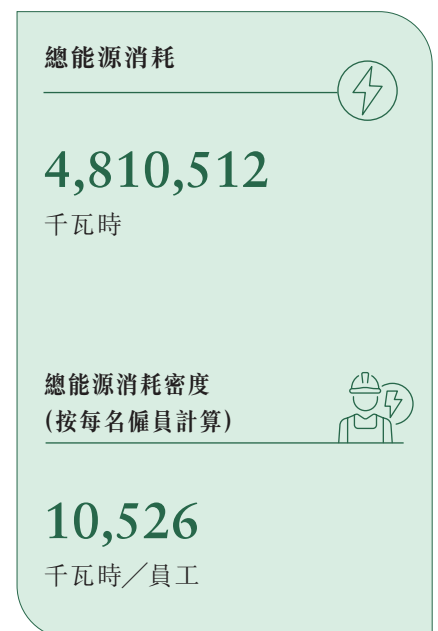 總能源消耗
4,810,512
千瓦時
總能源消耗密度
(按每名僱員計算)
10,526
千瓦時／員工